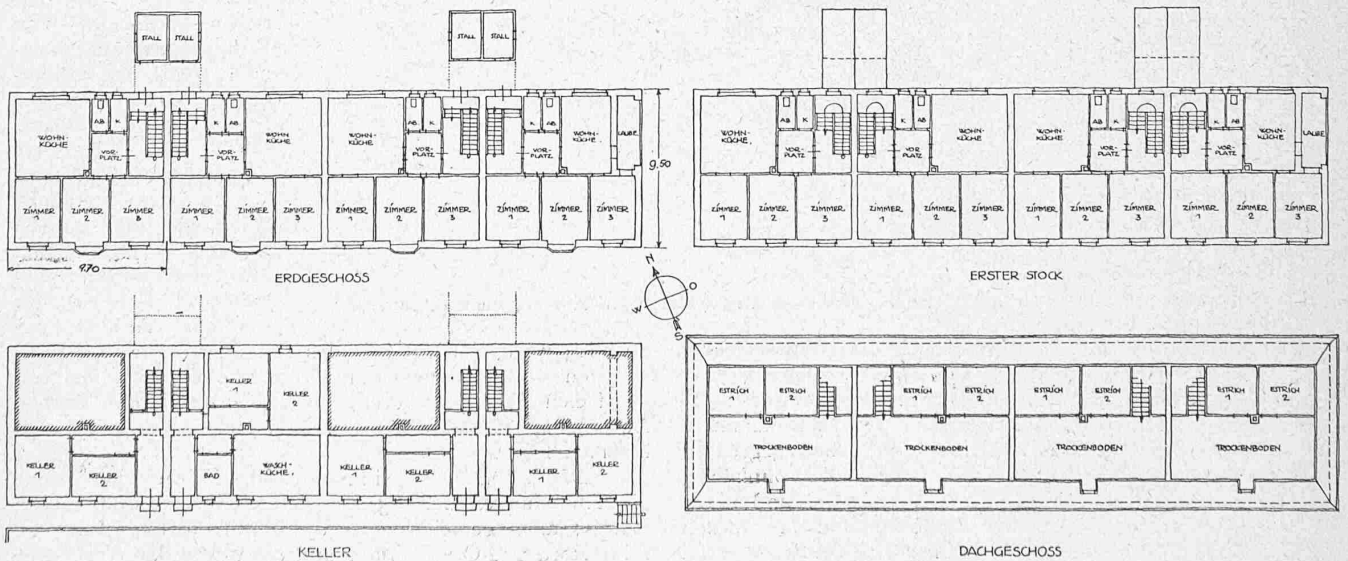 STALL STALL
STALL STALL
WOHN-
KÜCHE
AB K
VOR-
PLATZ
K AB
VOR-
PLATZ
WOHN
KÜCHE
WOHN-
KÜCHE
AB. K
VOR-
PLATZ
K AB
VOR-
PLATZ
WOHN-
KÜCHE.
LAUBE
9.50
ZIMMER
1
ZIMMER
2
ZIMMER
3
ZIMMER
1
ZIMMER
2
ZIMMER
3
ZIMMER
1
ZIMMER
2
ZIMMER
3
ZIMMER
1
ZIMMER
2
ZIMMER
3
9.70
ERDGESCHOSS
WOHN-
KÜCHE.
AB K
VOR-
PLATZ
K AB
VOR
PLATZ
WOHN-
KÜCHE
WOHN-
KÜCHE
AB K
VOR-
PLATZ
K AB
VOR-
PLATZ
WOHN-
KÜCHE
LAUBE
ZIMMER
1
ZIMMER
2
ZIMMER
3
ZIMMER
1
ZIMMER
2
ZIMMER
3
ZIMMER
1
ZIMMER
2
ZIMMER
3
ZIMMER
1
ZIMMER
2
ZIMMER
3
ERSTER STOCK
N
O
W
S
KELLER
1
KELLER
2
KELLER
1
KELLER
2
BAD
WASCH-
KÜCHE.
KELLER
1
KELLER
2
KELLER
1
KELLER
2
KELLER
ESTRICH
1
ESTRICH
2
ESTRICH
1
ESTRICH
2
ESTRICH
1
ESTRICH
2
ESTRICH
1
ESTRICH
2
TROCKENBODEN
TROCKENBODEN
TROCKENBODEN
TROCKENBODEN
DACHGESCHOSS